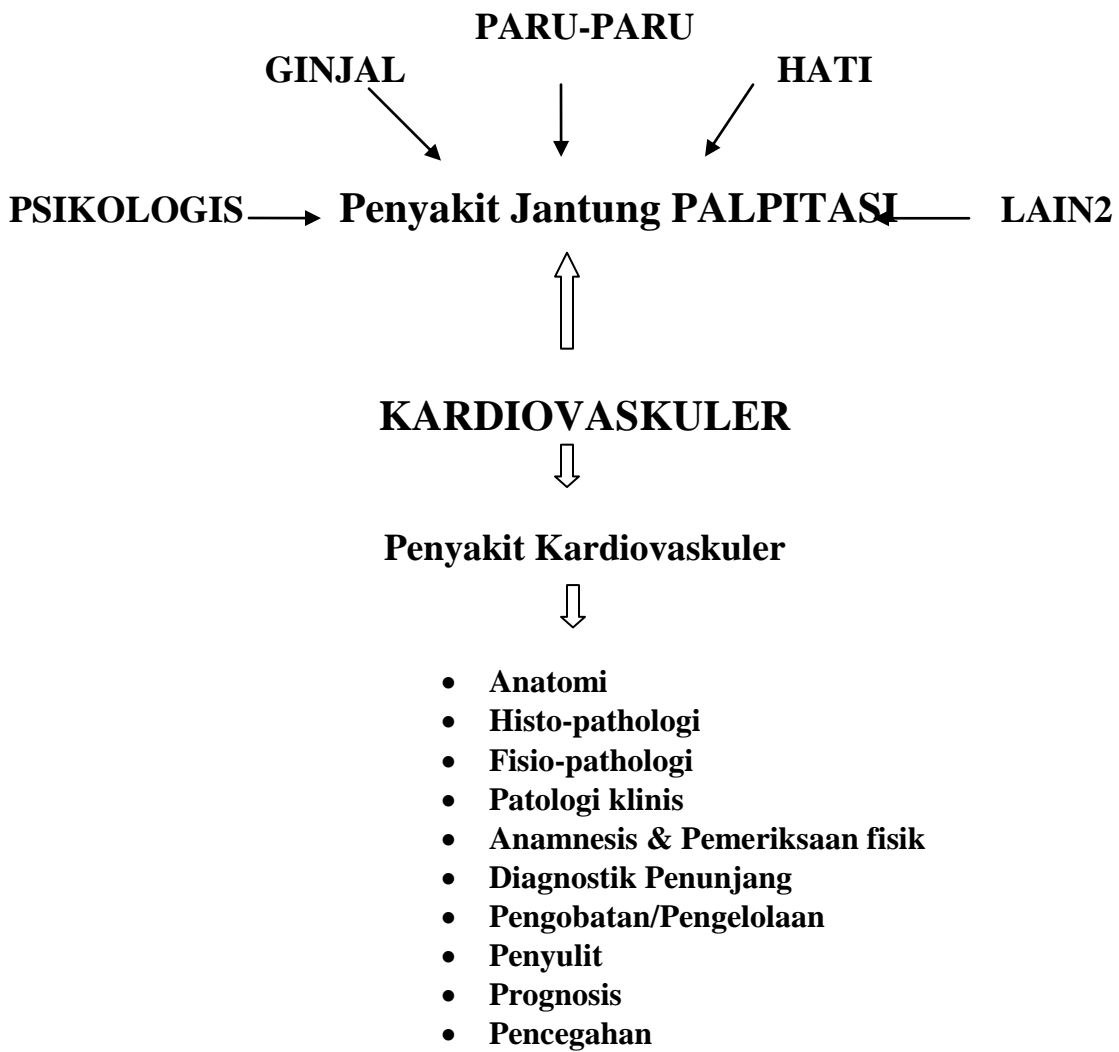 PARU-PARU
GINJAL HATI
PSIKOLOGIS Penyakit Jantung PALPITASI LAIN2
KARDIOVASKULER
Penyakit Kardiovaskuler
• Anatomi
• Histo-pathologi
• Fisio-pathologi
• Patologi klinis
• Anamnesis & Pemeriksaan fisik
• Diagnostik Penunjang
• Pengobatan/Pengelolaan
• Penyulit
• Prognosis
• Pencegahan